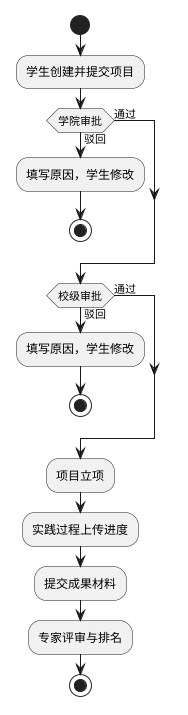 学生创建并提交项目
学院审批
通过
驳回
填写原因，学生修改
校级审批
通过
驳回
填写原因，学生修改
项目立项
实践过程上传进度
提交成果材料
专家评审与排名